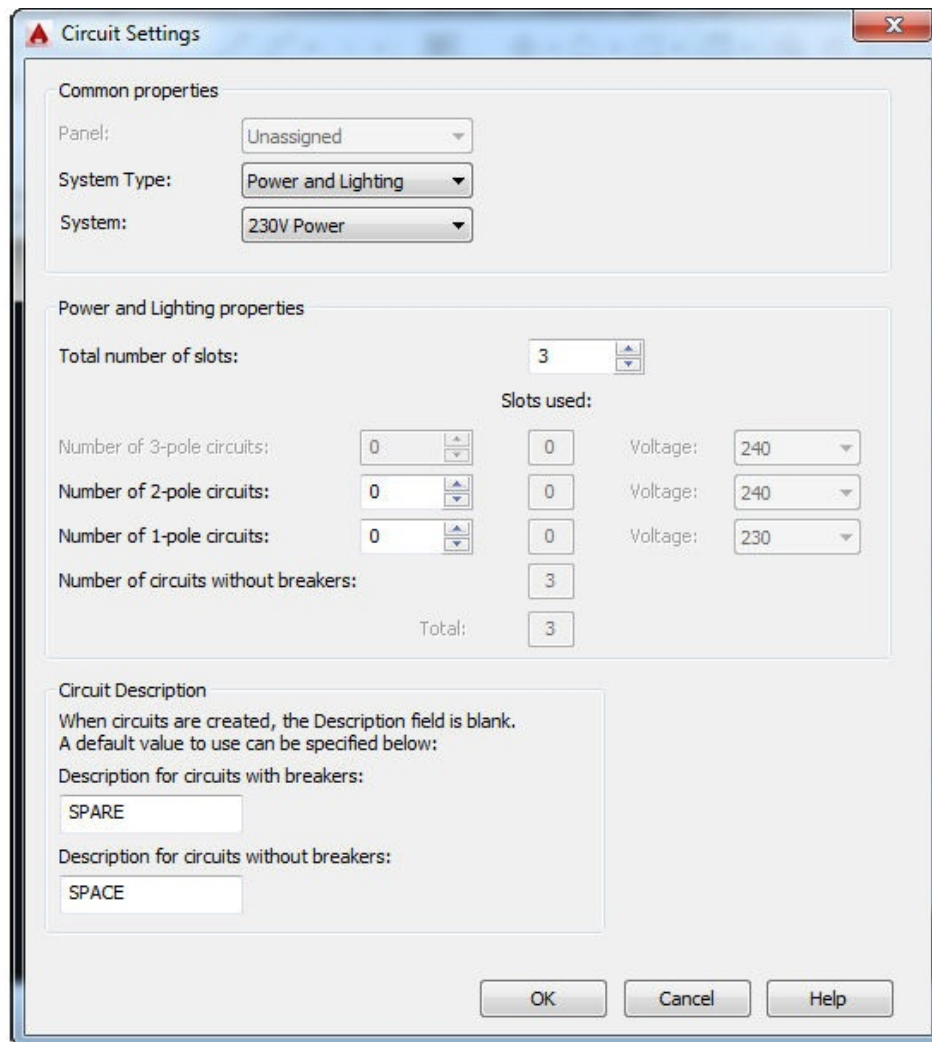 Circuit Settings
Common properties
Panel: Unassigned
System Type: Power and Lighting
System: 230V Power
Power and Lighting properties
Total number of slots: 3
Slots used:
Number of 3-pole circuits: 0 0 Voltage: 240
Number of 2-pole circuits: 0 0 Voltage: 240
Number of 1-pole circuits: 0 0 Voltage: 230
Number of circuits without breakers: 3
Total: 3
Circuit Description
When circuits are created, the Description field is blank.
A default value to use can be specified below:
Description for circuits with breakers:
SPARE
Description for circuits without breakers:
SPACE
OK Cancel Help